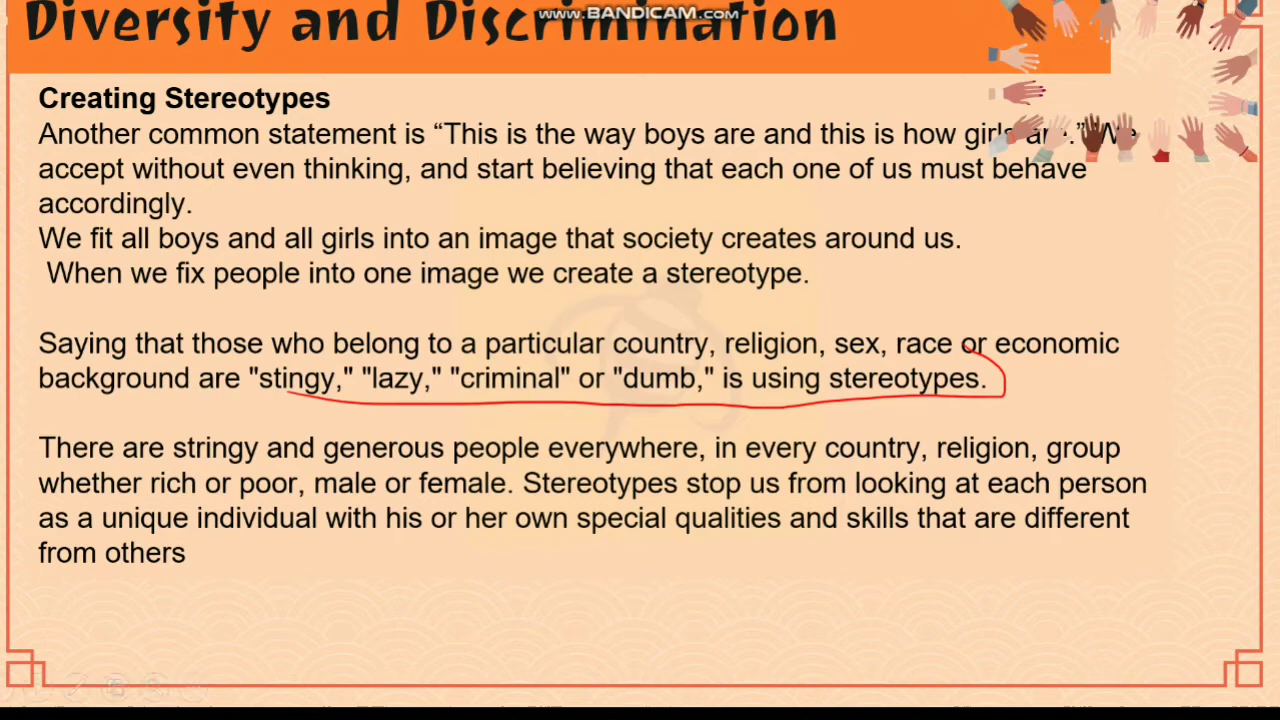 www.BANDICAM.com
Diversity and Discrimination
Creating Stereotypes
Another common statement is “This is the way boys are and this is how girls are.” We
accept without even thinking, and start believing that each one of us must behave
accordingly.
We fit all boys and all girls into an image that society creates around us.
When we fix people into one image we create a stereotype.
Saying that those who belong to a particular country, religion, sex, race or economic
background are "stingy," "lazy," "criminal" or "dumb," is using stereotypes.
There are stringy and generous people everywhere, in every country, religion, group
whether rich or poor, male or female. Stereotypes stop us from looking at each person
as a unique individual with his or her own special qualities and skills that are different
from others